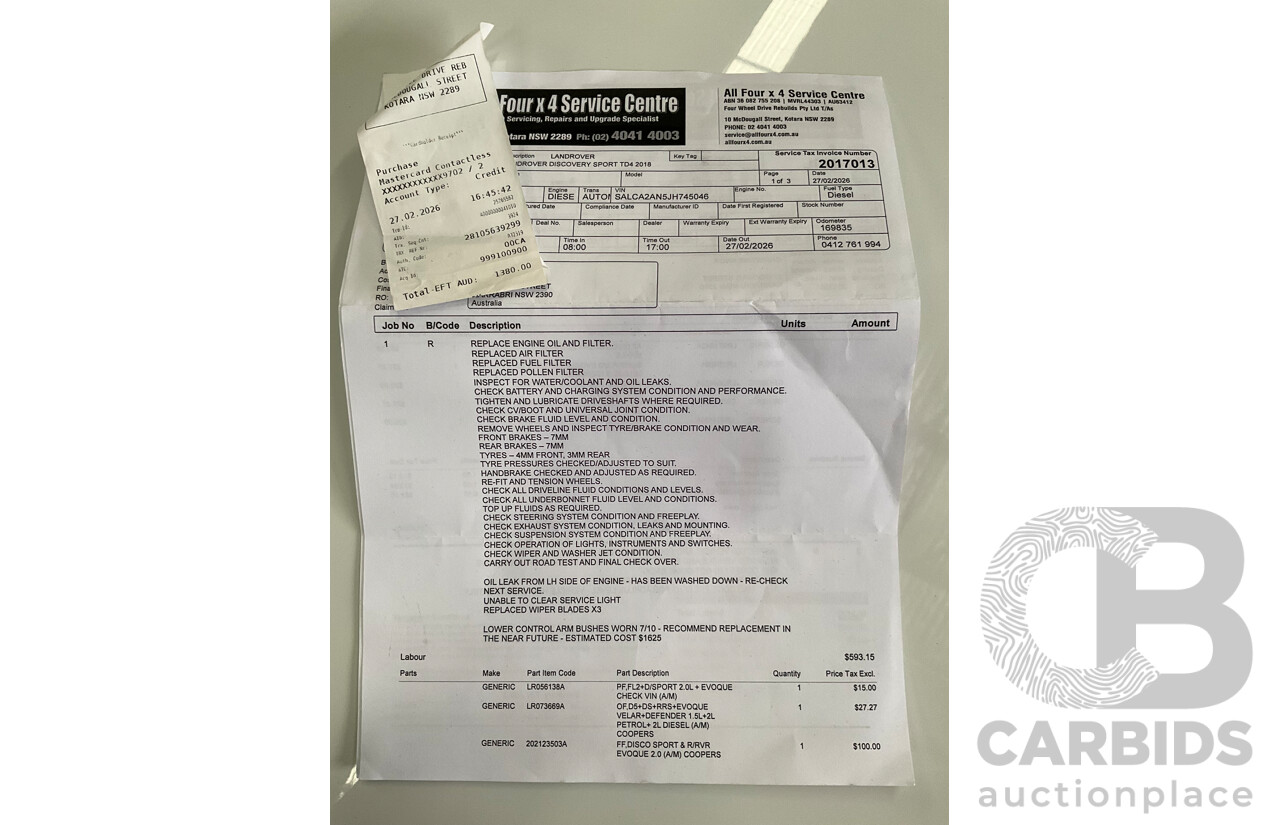 DRIVE REB
DOUGALL STREET
KOTARA NSW 2289
Purchase
Mastercard Contactless
XXXXXXXXXXXX9702 / 2
Account Type: Credit
27.02.2026 16:45:42
28105639299
00CA
999100900
Total-EFT AUD: 1380.00
Four x 4 Service Centre
Servicing, Repairs and Upgrade Specialist
otara NSW 2289 Ph: (02) 4041 4003
All Four x 4 Service Centre
ABN 36 082 755 206 | MVRL44303 | AU03412
Four Wheel Drive Rebuilds Pty Ltd T/As
10 McDougall Street, Kotara NSW 2289
PHONE: 02 4041 4003
service@allfourx4.com.au
allfourx4.com.au
Service Tax Invoice Number
2017013
LANDROVER
Key Tag
DROVER DISCOVERY SPORT TD4 2018
Model
Page
1 of 3
Date
27/02/2026
Engine
DIESE
Trans
AUTOM
VIN
SALCA2AN5JH745046
Engine No.
Fuel Type
Diesel
tured Date Compliance Date Manufacturer ID Date First Registered Stock Number
Deal No. Salesperson Dealer Warranty Expiry Ext Warranty Expiry Odometer
169835
Time In
08:00
Time Out
17:00
Date Out
27/02/2026
Phone
0412 761 994
RO:
Claim
REET
RRABRI NSW 2390
Australia
Job No B/Code Description Units Amount
1 R REPLACE ENGINE OIL AND FILTER.
REPLACED AIR FILTER
REPLACED FUEL FILTER
REPLACED POLLEN FILTER
INSPECT FOR WATER/COOLANT AND OIL LEAKS.
CHECK BATTERY AND CHARGING SYSTEM CONDITION AND PERFORMANCE.
TIGHTEN AND LUBRICATE DRIVESHAFTS WHERE REQUIRED.
CHECK CV/BOOT AND UNIVERSAL JOINT CONDITION.
CHECK BRAKE FLUID LEVEL AND CONDITION.
REMOVE WHEELS AND INSPECT TYRE/BRAKE CONDITION AND WEAR.
FRONT BRAKES – 7MM
REAR BRAKES – 7MM
TYRES – 4MM FRONT, 3MM REAR
TYRE PRESSURES CHECKED/ADJUSTED TO SUIT.
HANDBRAKE CHECKED AND ADJUSTED AS REQUIRED.
RE-FIT AND TENSION WHEELS.
CHECK ALL DRIVELINE FLUID CONDITIONS AND LEVELS.
CHECK ALL UNDERBONNET FLUID LEVEL AND CONDITIONS.
TOP UP FLUIDS AS REQUIRED.
CHECK STEERING SYSTEM CONDITION AND FREEPLAY.
CHECK EXHAUST SYSTEM CONDITION, LEAKS AND MOUNTING.
CHECK SUSPENSION SYSTEM CONDITION AND FREEPLAY.
CHECK OPERATION OF LIGHTS, INSTRUMENTS AND SWITCHES.
CHECK WIPER AND WASHER JET CONDITION.
CARRY OUT ROAD TEST AND FINAL CHECK OVER.
OIL LEAK FROM LH SIDE OF ENGINE - HAS BEEN WASHED DOWN - RE-CHECK
NEXT SERVICE.
UNABLE TO CLEAR SERVICE LIGHT
REPLACED WIPER BLADES X3
LOWER CONTROL ARM BUSHES WORN 7/10 - RECOMMEND REPLACEMENT IN
THE NEAR FUTURE - ESTIMATED COST $1625
Labour $593.15
Parts Make Part Item Code Part Description Quantity Price Tax Excl.
GENERIC LR056138A PF,FL2+D/SPORT 2.0L + EVOQUE 1 $15.00
CHECK VIN (A/M)
GENERIC LR073669A OF,D5+DS+RRS+EVOQUE 1 $27.27
VELAR+DEFENDER 1.5L+2L
PETROL+ 2L DIESEL (A/M)
COOPERS
GENERIC 202123503A FF,DISCO SPORT & R/RVR 1 $100.00
EVOQUE 2.0 (A/M) COOPERS
CARBIDS
auctionplace